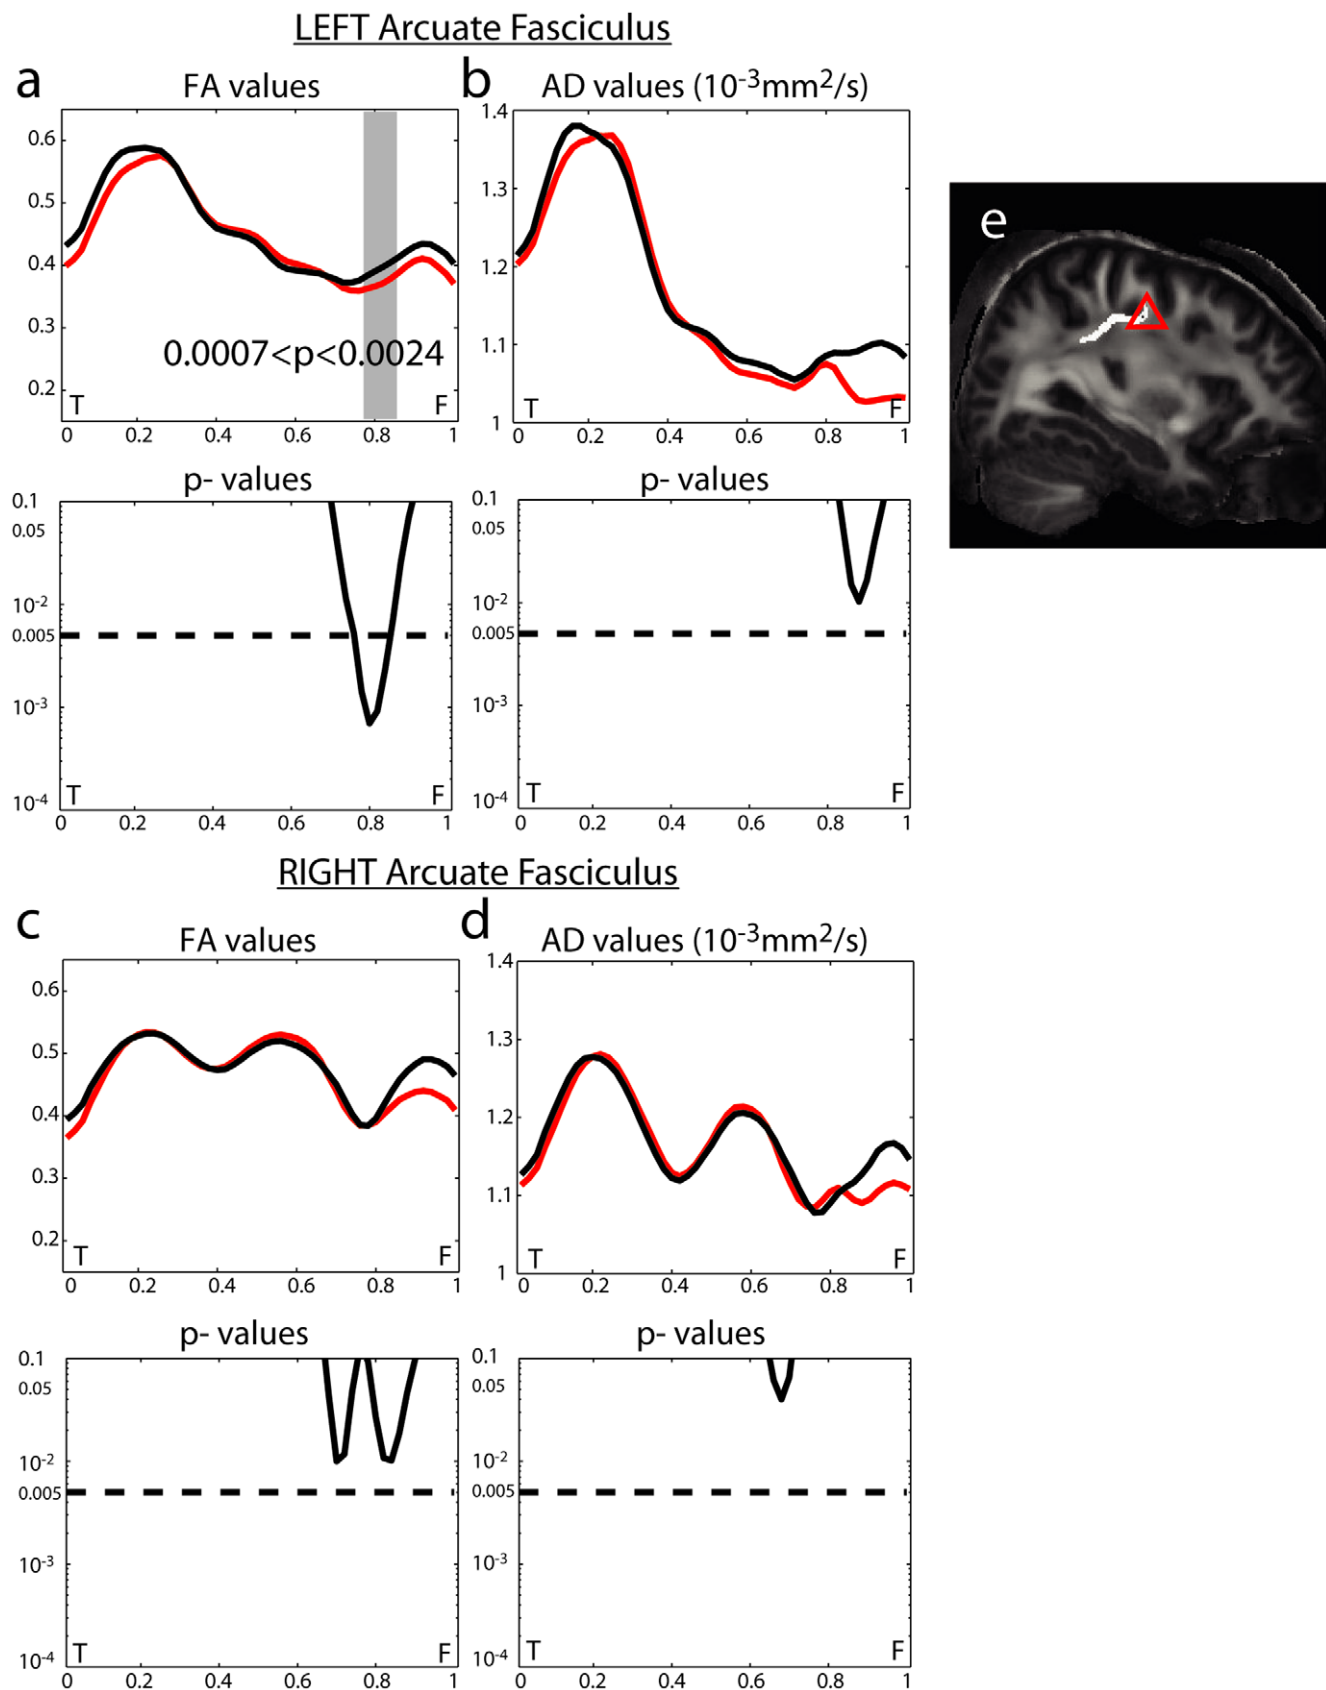 LEFT Arcuate Fasciculus
a
FA values
0.6
0.5
0.4
0.3
0.2
0.0007<p<0.0024
T
F
0 0.2 0.4 0.6 0.8 1
b
AD values (10⁻³mm²/s)
1.4
1.3
1.2
1.1
1
T
F
0 0.2 0.4 0.6 0.8 1
e
p- values
0.1
0.05
10⁻²
0.005
10⁻³
10⁻⁴
T
F
0 0.2 0.4 0.6 0.8 1
p- values
0.1
0.05
10⁻²
0.005
10⁻³
10⁻⁴
T
F
0 0.2 0.4 0.6 0.8 1
RIGHT Arcuate Fasciculus
c
FA values
0.6
0.5
0.4
0.3
0.2
T
F
0 0.2 0.4 0.6 0.8 1
d
AD values (10⁻³mm²/s)
1.4
1.3
1.2
1.1
1
T
F
0 0.2 0.4 0.6 0.8 1
p- values
0.1
0.05
10⁻²
0.005
10⁻³
10⁻⁴
T
F
0 0.2 0.4 0.6 0.8 1
p- values
0.1
0.05
10⁻²
0.005
10⁻³
10⁻⁴
T
F
0 0.2 0.4 0.6 0.8 1